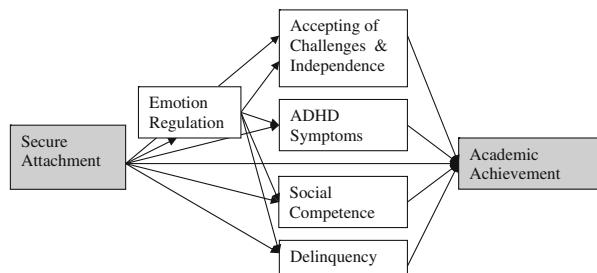 Accepting of
Challenges & 
Independence
Emotion
Regulation
ADHD
Symptoms
Secure
Attachment
Academic
Achievement
Social
Competence
Delinquency